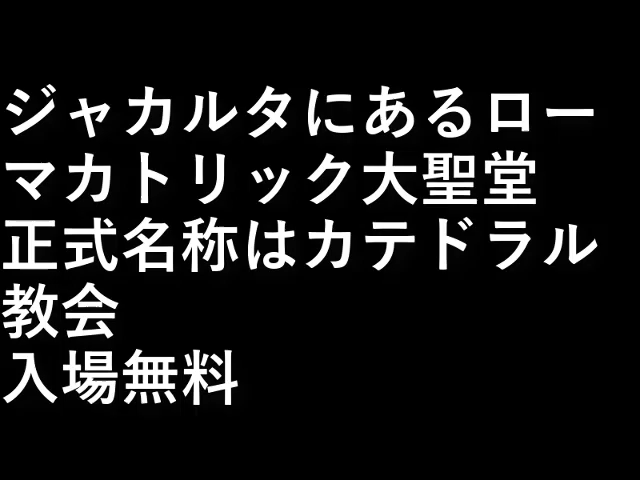 ジャカルタにあるロー
マカトリック大聖堂
正式名称はカテドラル
教会
入場無料